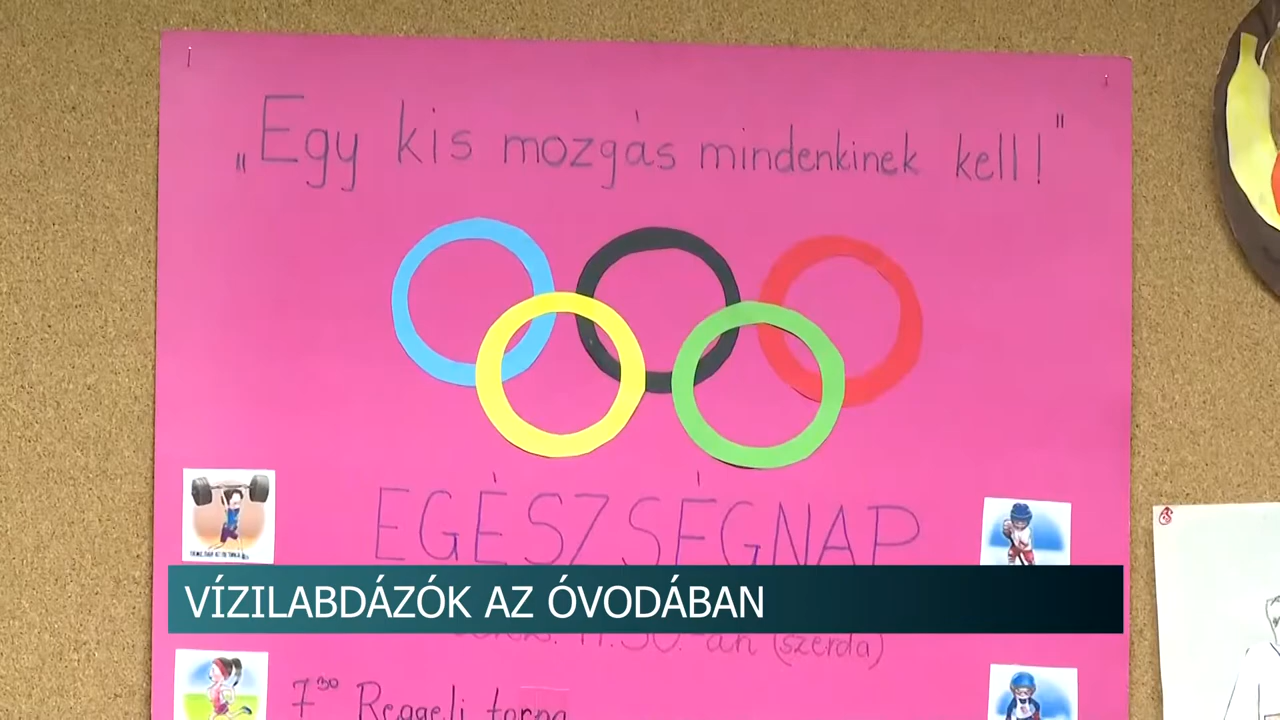 „Egy kis mozgás mindenkinek kell!"
EGÉSZSÉGNAP
VÍZILABDÁZÓK AZ ÓVODÁBAN
(szerda)
7³⁰ Reggeli torna